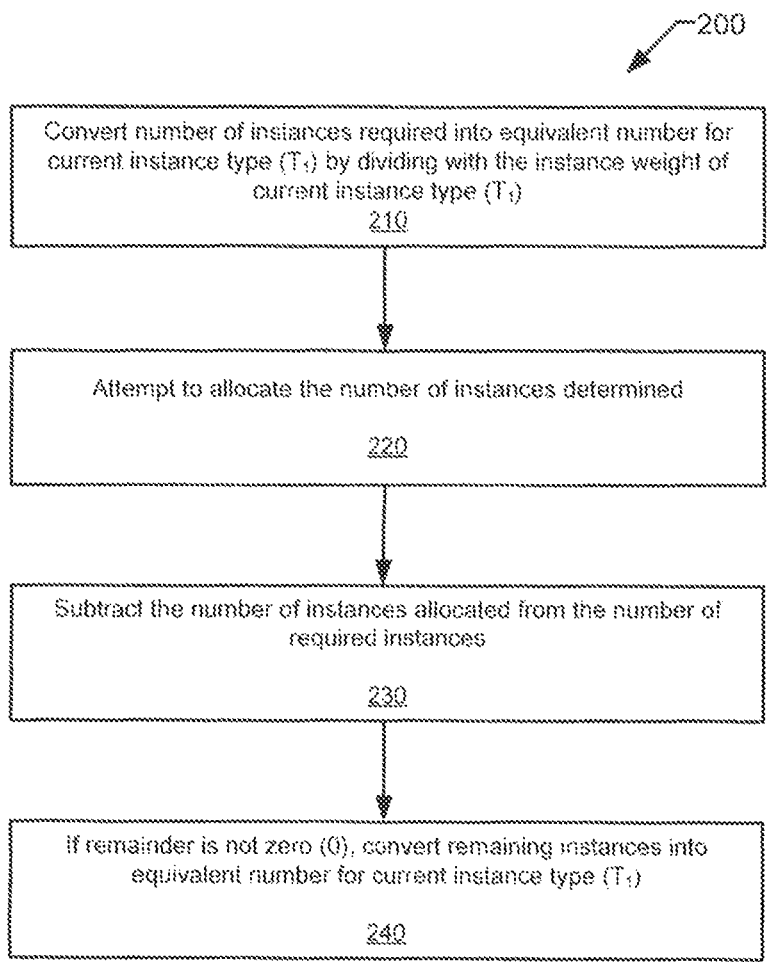 200
Convert number of instances required into equivalent number for
current instance type (T₁) by dividing with the instance weight of
current instance type (T₁)
210
Attempt to allocate the number of instances determined
220
Subtract the number of instances allocated from the number of
required instances
230
If remainder is not zero (0), convert remaining instances into
equivalent number for current instance type (T₁)
240